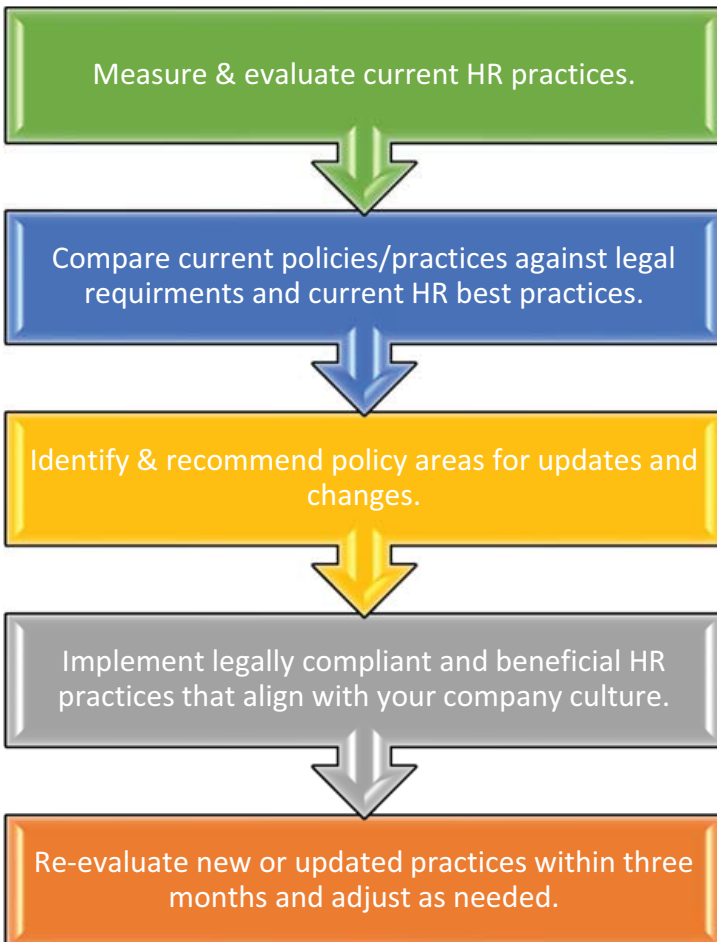 Measure & evaluate current HR practices.
Compare current policies/practices against legal
requirments and current HR best practices.
Identify & recommend policy areas for updates and
changes.
Implement legally compliant and beneficial HR
practices that align with your company culture.
Re-evaluate new or updated practices within three
months and adjust as needed.